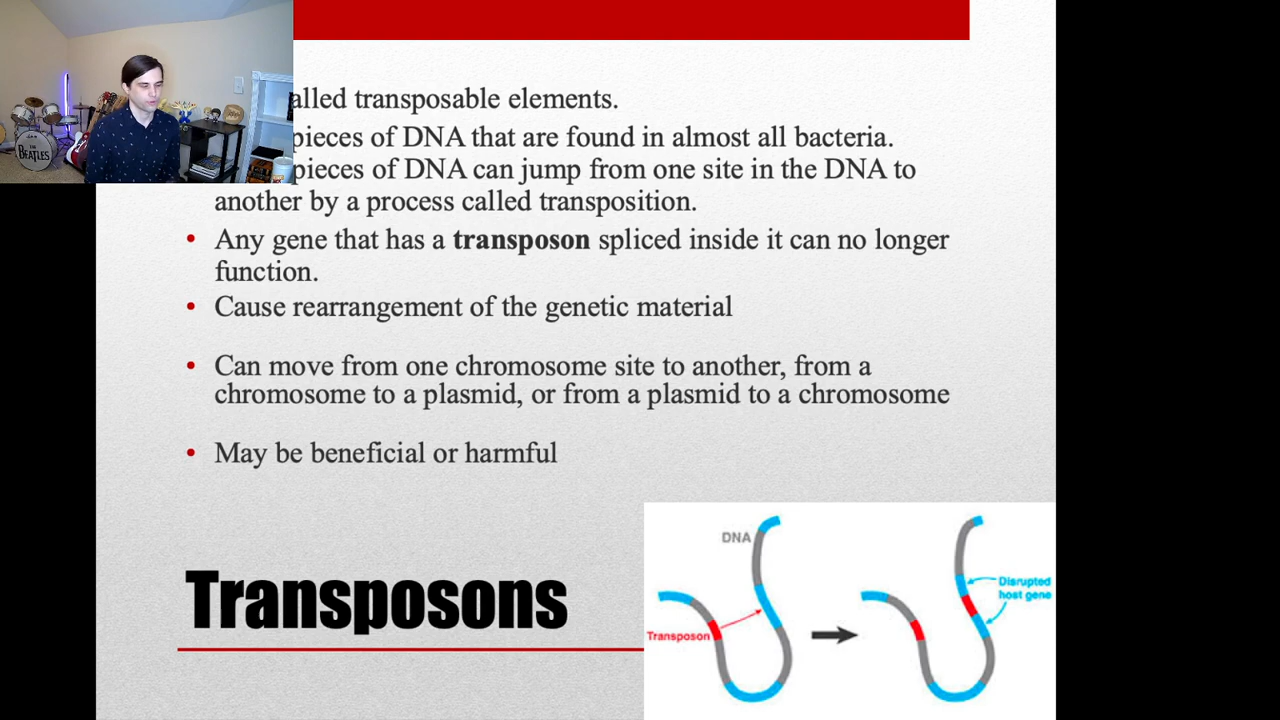 THE
BEATLES
alled transposable elements.
pieces of DNA that are found in almost all bacteria.
pieces of DNA can jump from one site in the DNA to
another by a process called transposition.
• Any gene that has a transposon spliced inside it can no longer
function.
• Cause rearrangement of the genetic material
• Can move from one chromosome site to another, from a
chromosome to a plasmid, or from a plasmid to a chromosome
• May be beneficial or harmful
Transposons
DNA
Transposon
Disrupted
host gene